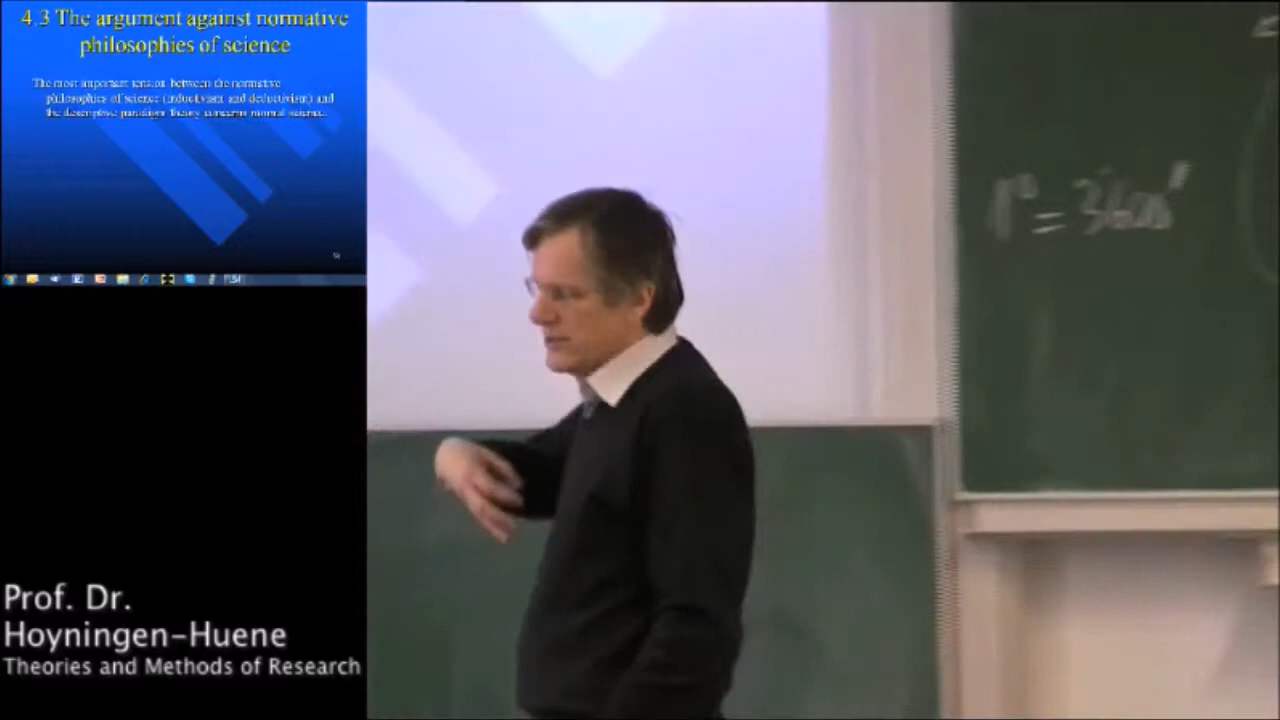 4.3 The argument against normative
philosophies of science
The most important tension between the normative
philosophies of science (inductivism and deductivism) and
the descriptive paradigm theory concerns normal science.
Prof. Dr.
Hoyningen-Huene
Theories and Methods of Research